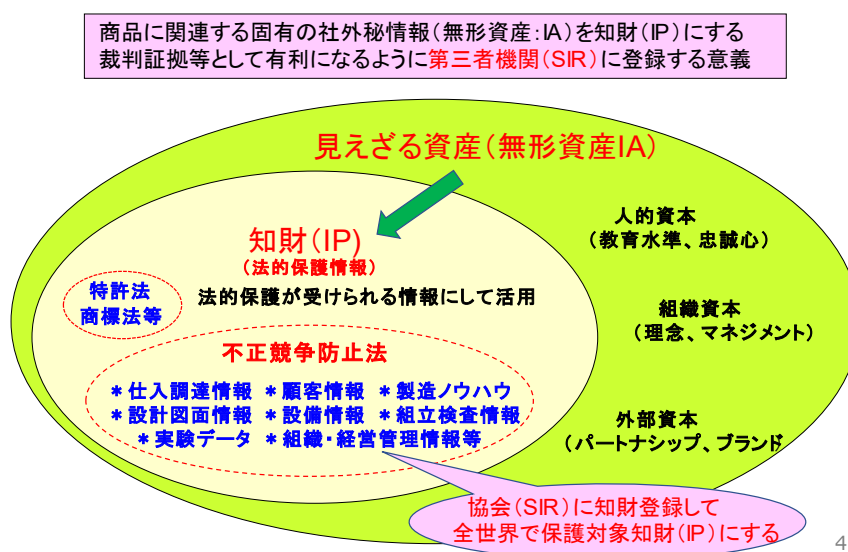 商品に関連する固有の社外秘情報(無形資産:IA)を知財(IP)にする
裁判証拠等として有利になるように第三者機関(SIR)に登録する意義
見えざる資産(無形資産IA)
知財(IP)
(法的保護情報)
法的保護が受けられる情報にして活用
特許法
商標法等
不正競争防止法
*仕入調達情報 *顧客情報 *製造ノウハウ
*設計図面情報 *設備情報 *組立検査情報
*実験データ *組織・経営管理情報等
人的資本
(教育水準、忠誠心)
組織資本
(理念、マネジメント)
外部資本
(パートナシップ、ブランド
協会(SIR)に知財登録して
全世界で保護対象知財(IP)にする
4